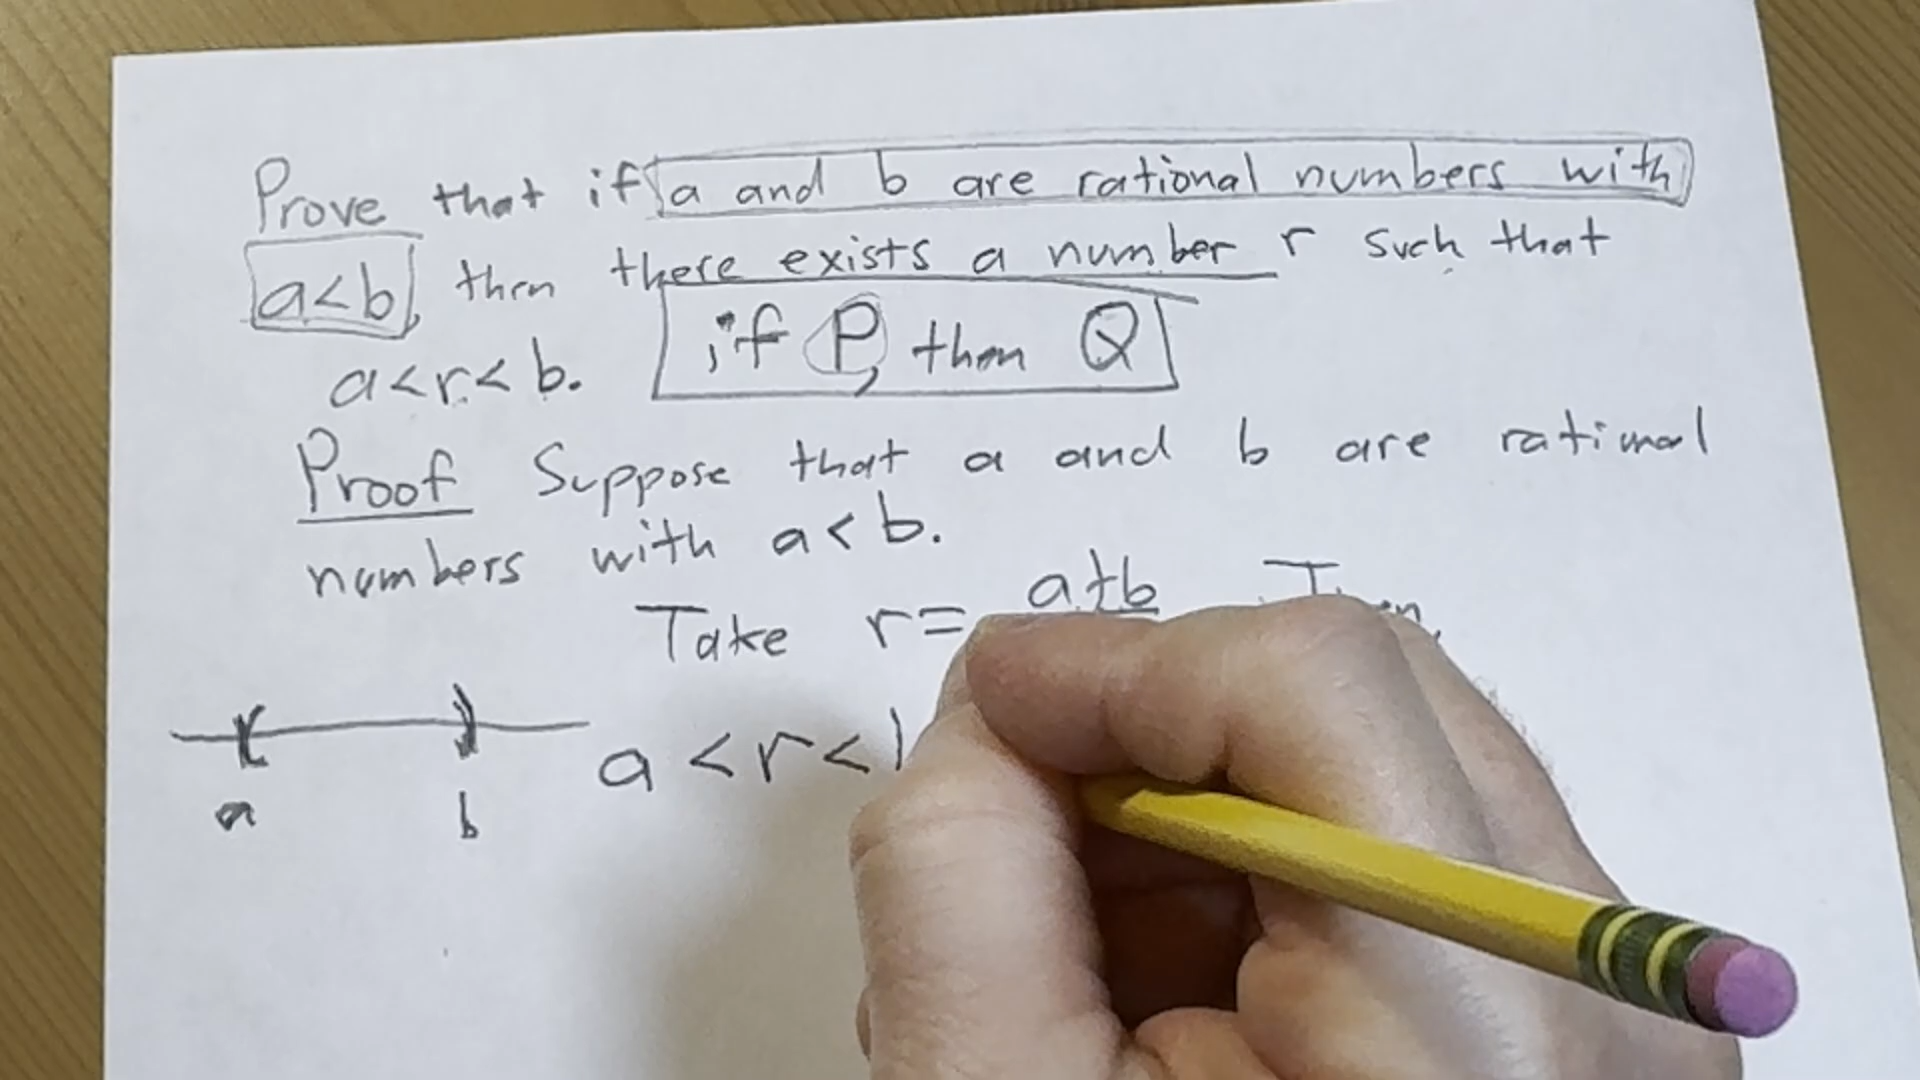 Prove that if a and b are rational numbers with
a<b, then there exists a number r such that
a<r<b.
if P, then Q
Proof Suppose that a and b are rational
numbers with a<b.
Take r = a+b
a<r<
a b